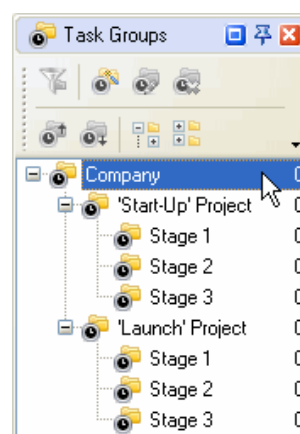 Task Groups
Company
'Start-Up' Project
Stage 1
Stage 2
Stage 3
'Launch' Project
Stage 1
Stage 2
Stage 3